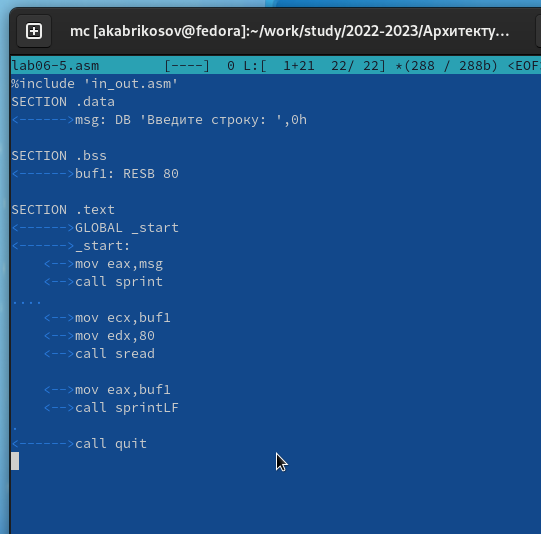 mc [akabrikosov@fedora]:~/work/study/2022-2023/Архитекту...
lab06-5.asm [----] 0 L:[ 1+21 22/ 22] *(288 / 288b) <EOF
%include 'in_out.asm'
SECTION .data
<------>msg: DB 'Введите строку: ',0h
SECTION .bss
<------>buf1: RESB 80
SECTION .text
<------>GLOBAL _start
<------>_start:
<-->mov eax,msg
<-->call sprint
....
<-->mov ecx,buf1
<-->mov edx,80
<-->call sread
<-->mov eax,buf1
<-->call sprintLF
.
<------>call quit